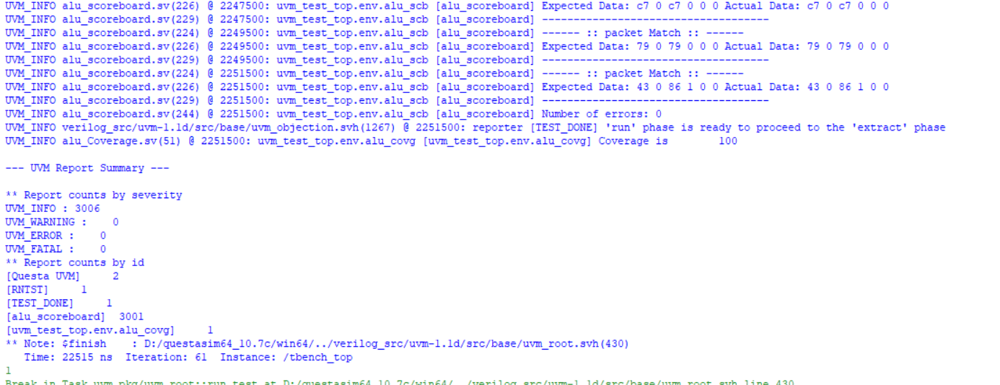 UVM_INFO alu_scoreboard.sv(226) @ 2247500: uvm_test_top.env.alu_scb [alu_scoreboard] Expected Data: c7 0 c7 0 0 0 Actual Data: c7 0 c7 0 0 0
UVM_INFO alu_scoreboard.sv(229) @ 2247500: uvm_test_top.env.alu_scb [alu_scoreboard] ------------------------------------
UVM_INFO alu_scoreboard.sv(224) @ 2249500: uvm_test_top.env.alu_scb [alu_scoreboard] ------ :: packet Match :: ------
UVM_INFO alu_scoreboard.sv(226) @ 2249500: uvm_test_top.env.alu_scb [alu_scoreboard] Expected Data: 79 0 79 0 0 0 Actual Data: 79 0 79 0 0 0
UVM_INFO alu_scoreboard.sv(229) @ 2249500: uvm_test_top.env.alu_scb [alu_scoreboard] ------------------------------------
UVM_INFO alu_scoreboard.sv(224) @ 2251500: uvm_test_top.env.alu_scb [alu_scoreboard] ------ :: packet Match :: ------
UVM_INFO alu_scoreboard.sv(226) @ 2251500: uvm_test_top.env.alu_scb [alu_scoreboard] Expected Data: 43 0 86 1 0 0 Actual Data: 43 0 86 1 0 0
UVM_INFO alu_scoreboard.sv(229) @ 2251500: uvm_test_top.env.alu_scb [alu_scoreboard] ------------------------------------
UVM_INFO alu_scoreboard.sv(244) @ 2251500: uvm_test_top.env.alu_scb [alu_scoreboard] Number of errors: 0
UVM_INFO verilog_src/uvm-1.1d/src/base/uvm_objection.svh(1267) @ 2251500: reporter [TEST_DONE] 'run' phase is ready to proceed to the 'extract' phase
UVM_INFO alu_Coverage.sv(51) @ 2251500: uvm_test_top.env.alu_covg [uvm_test_top.env.alu_covg] Coverage is         100
--- UVM Report Summary ---
** Report counts by severity
UVM_INFO : 3006
UVM_WARNING :    0
UVM_ERROR :    0
UVM_FATAL :    0
** Report counts by id
[Questa UVM]     2
[RNTST]     1
[TEST_DONE]     1
[alu_scoreboard]  3001
[uvm_test_top.env.alu_covg]     1
** Note: $finish    : D:/questasim64_10.7c/win64/../verilog_src/uvm-1.1d/src/base/uvm_root.svh(430)
   Time: 22515 ns  Iteration: 61  Instance: /tbench_top
1
Break in Task uvm_pkg/uvm_root::run_test at D:/questasim64_10.7c/win64/../verilog_src/uvm-1.1d/src/base/uvm_root.svh line 430